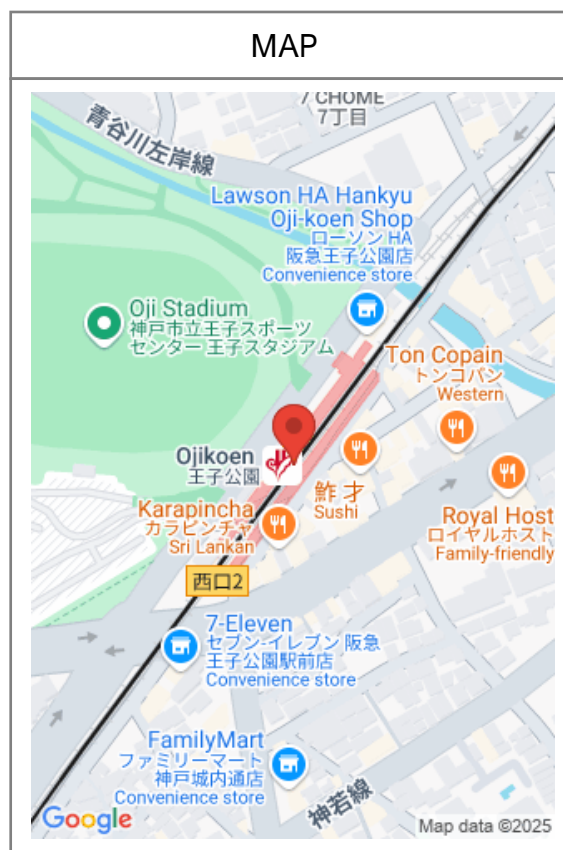 MAP
7 CHOME
7丁目
青谷川左岸線
Lawson HA Hankyu
Oji-koen Shop
ローソン HA
阪急王子公園店
Convenience store
Oji Stadium
神戸市立王子スポーツ
センター 王子スタジアム
Ton Copain
トンコパン
Western
Ojikoen
王子公園
鮓 才
Sushi
Karapincha
カラピンチャ
Sri Lankan
Royal Host
ロイヤルホスト
Family-friendly
西口2
7-Eleven
セブン-イレブン 阪急
王子公園駅前店
Convenience store
FamilyMart
ファミリーマート
神戸城内通店
Convenience store
神若線
Google
Map data ©2025